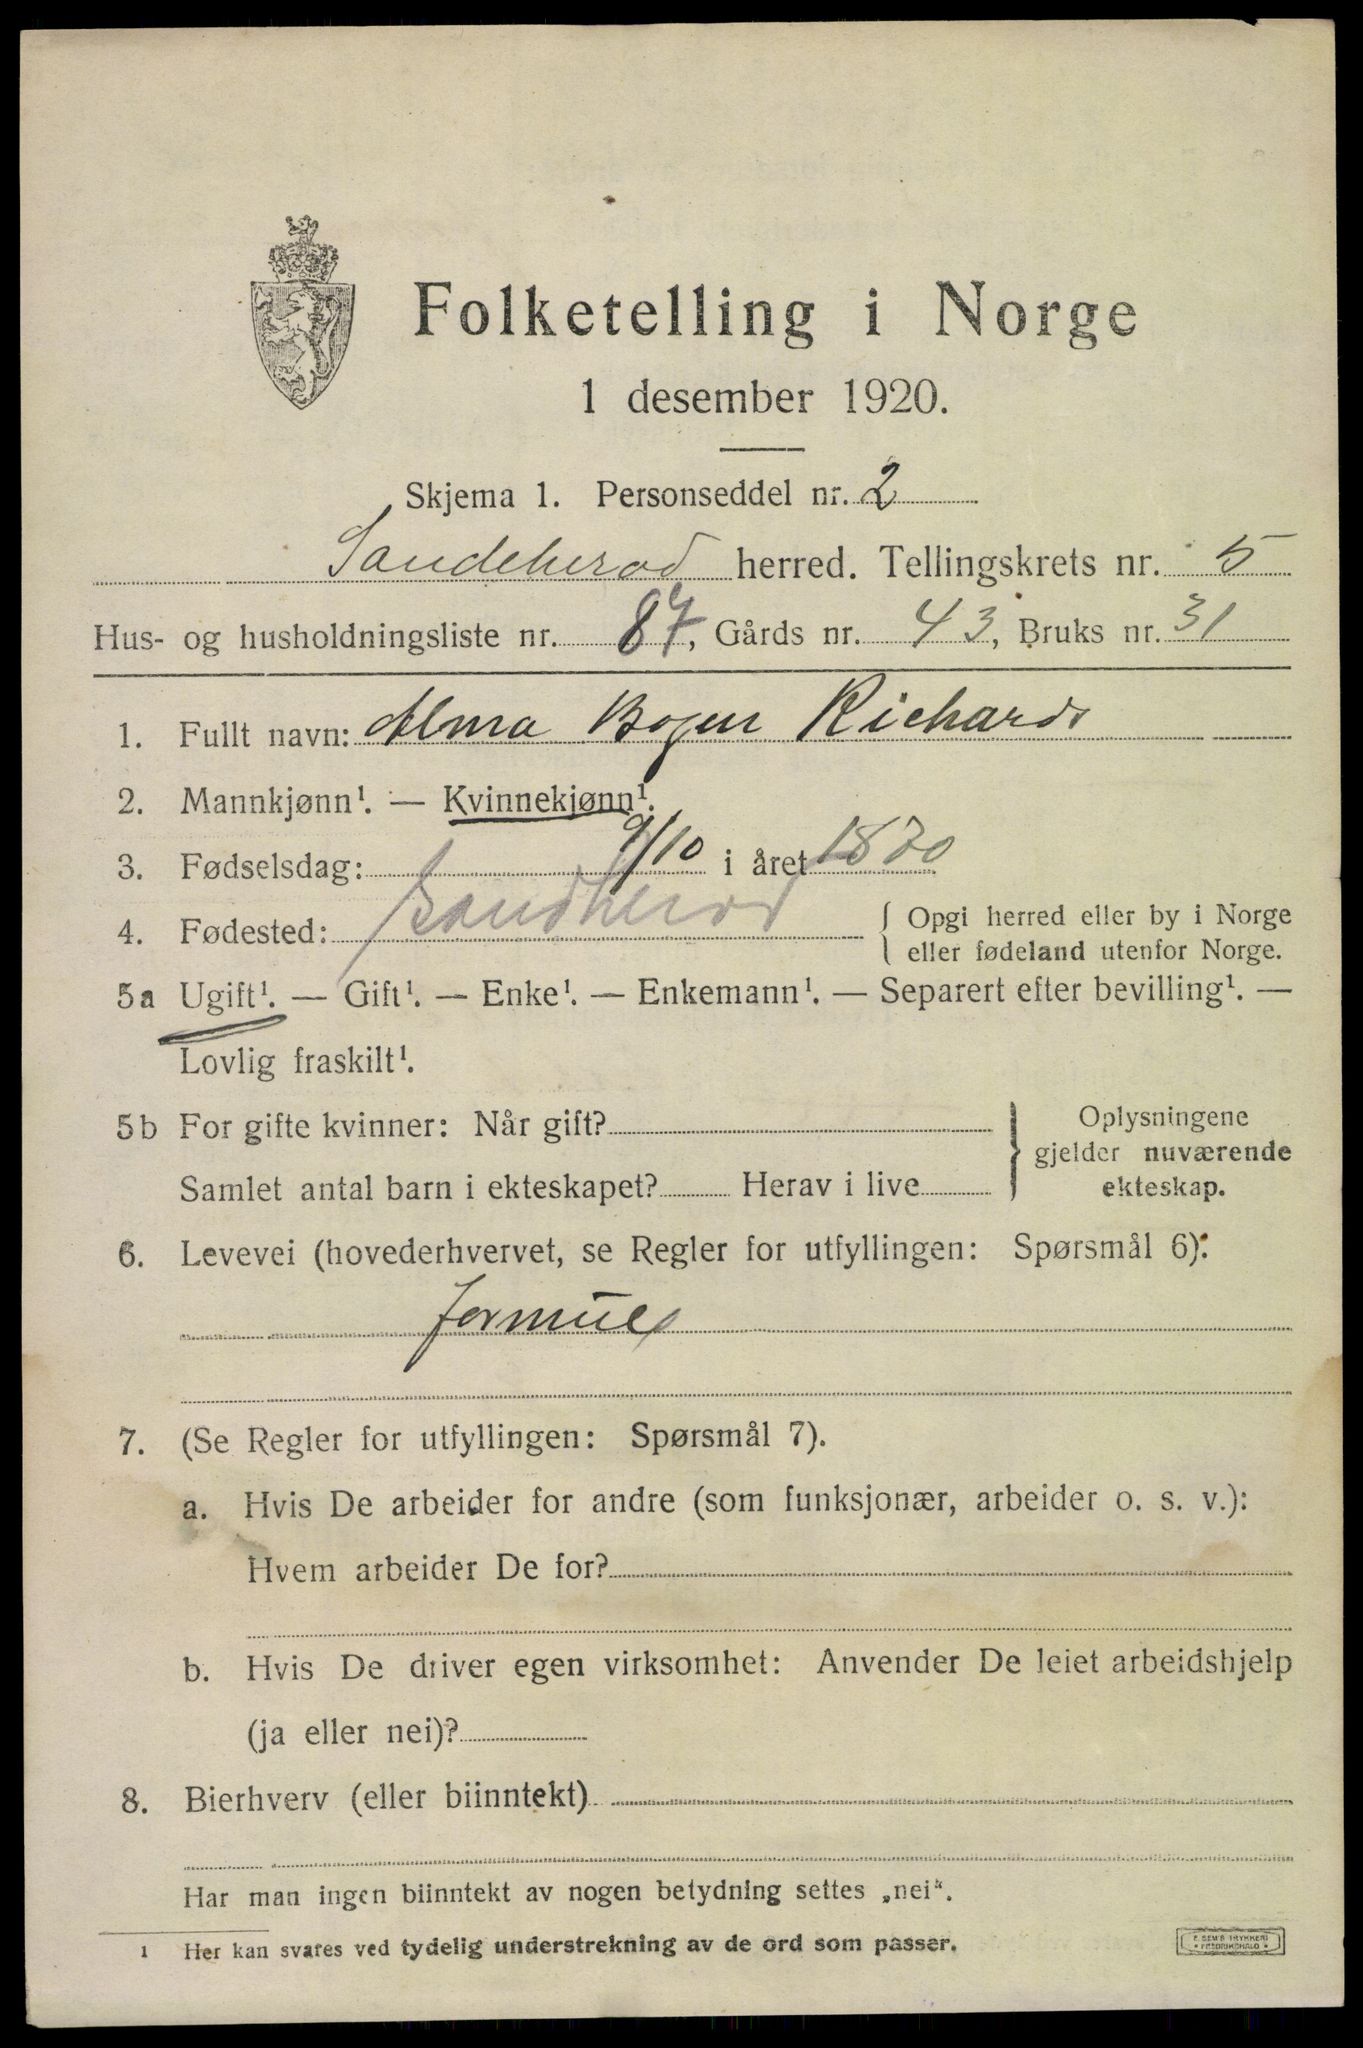 Folketelling i Norge
1 desember 1920.
Skjema 1. Personseddel nr. 2
Sandeherad herred. Tellingskrets nr. 5
Hus- og husholdningsliste nr. 87, Gårds nr. 43, Bruks nr. 31
1. Fullt navn: Alma Bogen Richards
2. Mannkjønn¹. — Kvinnekjønn¹.
3. Fødselsdag: 9/10 i året 1870
4. Fødested: Sandherad { Opgi herred eller by i Norge
eller fødeland utenfor Norge.
5a Ugift¹. — Gift¹. — Enke¹. — Enkemann¹. — Separert efter bevilling¹. —
Lovlig fraskilt¹.
5b For gifte kvinner: Når gift?
Samlet antal barn i ekteskapet? Herav i live
} Oplysningene
gjelder nuværende
ekteskap.
6. Levevei (hovederhvervet, se Regler for utfyllingen: Spørsmål 6):
7. (Se Regler for utfyllingen: Spørsmål 7).
a. Hvis De arbeider for andre (som funksjonær, arbeider o. s. v.):
Hvem arbeider De for?
b. Hvis De driver egen virksomhet: Anvender De leiet arbeidshjelp
(ja eller nei)?
8. Bierhverv (eller biinntekt)
Har man ingen biinntekt av nogen betydning settes „nei“.
1 Her kan svares ved tydelig understrekning av de ord som passer.
E. SEM'S TRYKKERI
• FREDRIKSHALD •